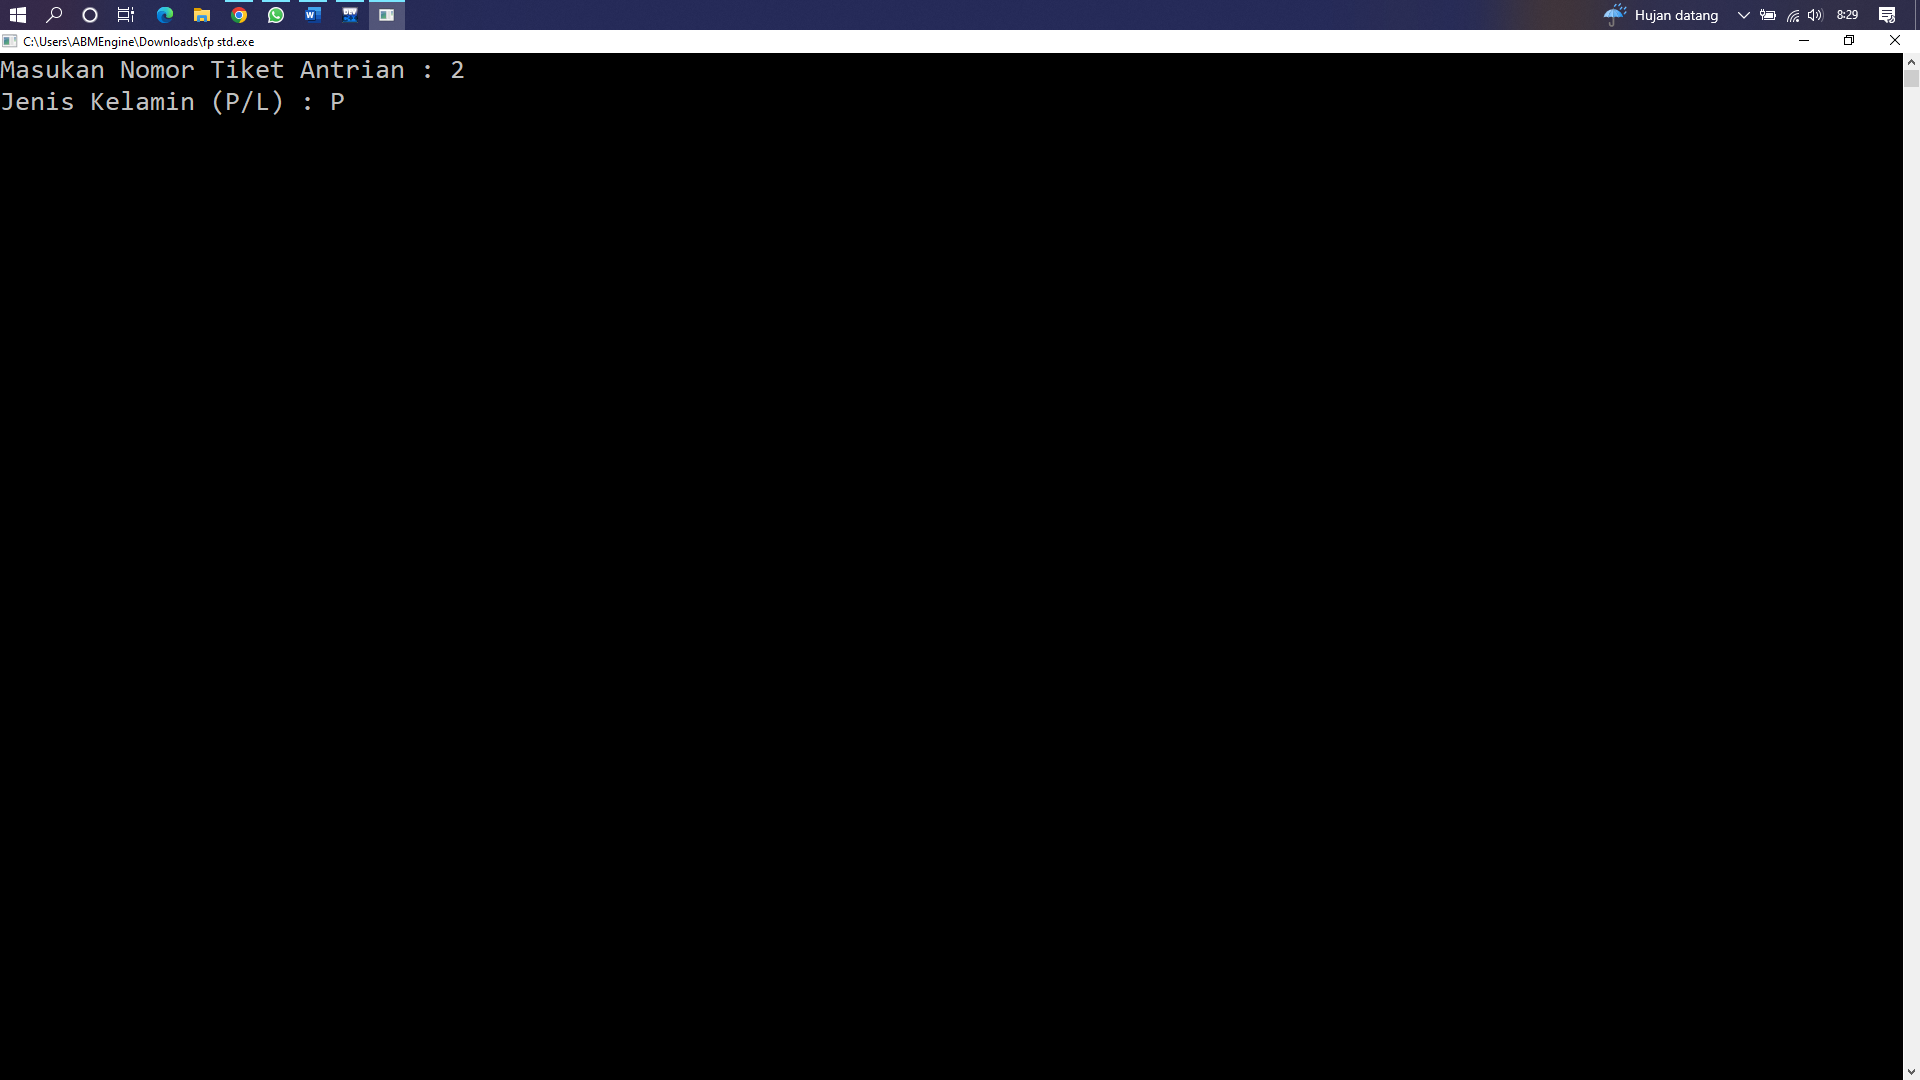 Hujan datang
8:29
C:\Users\ABMEngine\Downloads\fp std.exe
Masukan Nomor Tiket Antrian : 2
Jenis Kelamin (P/L) : P